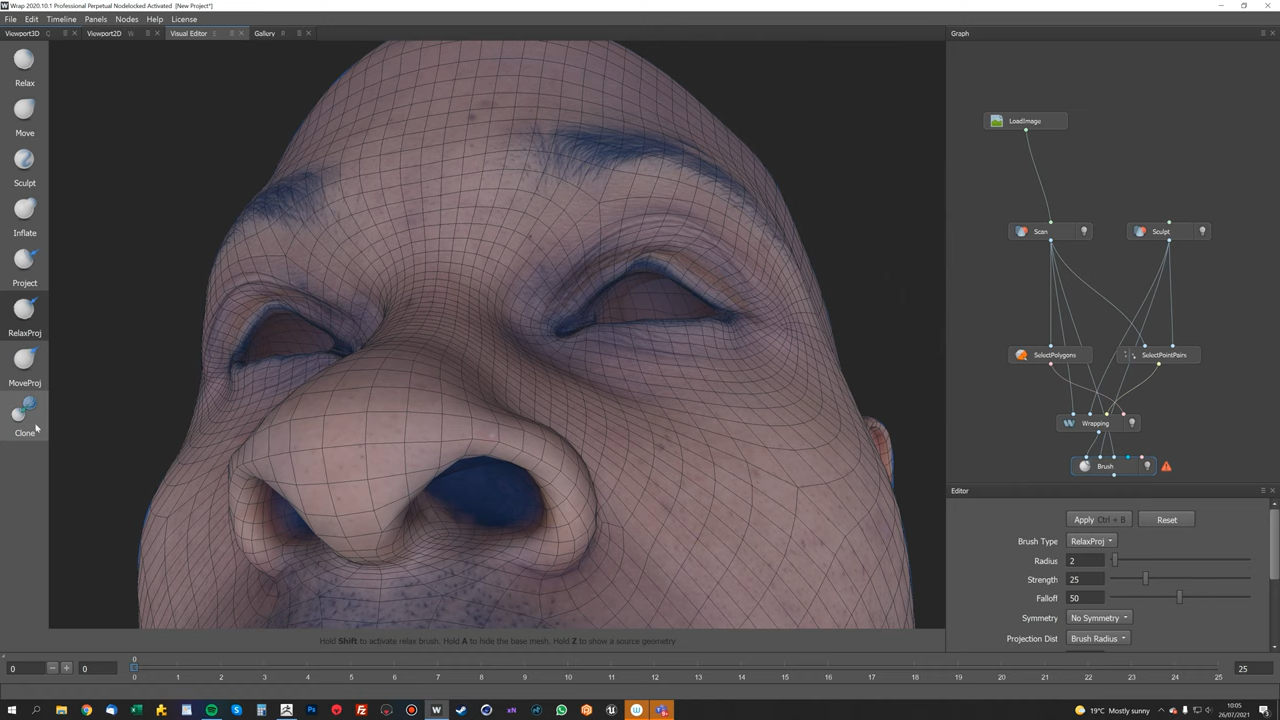 Wrap 2020.10.1 Professional Perpetual Nodelocked Activated [New Project*]
File Edit Timeline Panels Nodes Help License
Viewport3D Viewport2D W Visual Editor E Gallery R
Graph
Relax
Move
Sculpt
Inflate
Project
RelaxProj
MoveProj
Clone
LoadImage
Scan
Sculpt
SelectPolygons
SelectPointPairs
Wrapping
Brush
Editor
Apply Ctrl + B
Reset
Brush Type RelaxProj
Radius 2
Strength 25
Falloff 50
Symmetry No Symmetry
Projection Dist Brush Radius
Hold Shift to activate relax brush. Hold A to hide the base mesh. Hold Z to show a source geometry
0 0 0 25
0 1 2 3 4 5 6 7 8 9 10 11 12 13 14 15 16 17 18 19 20 21 22 23 24 25
19°C Mostly sunny
10:05
26/07/2021